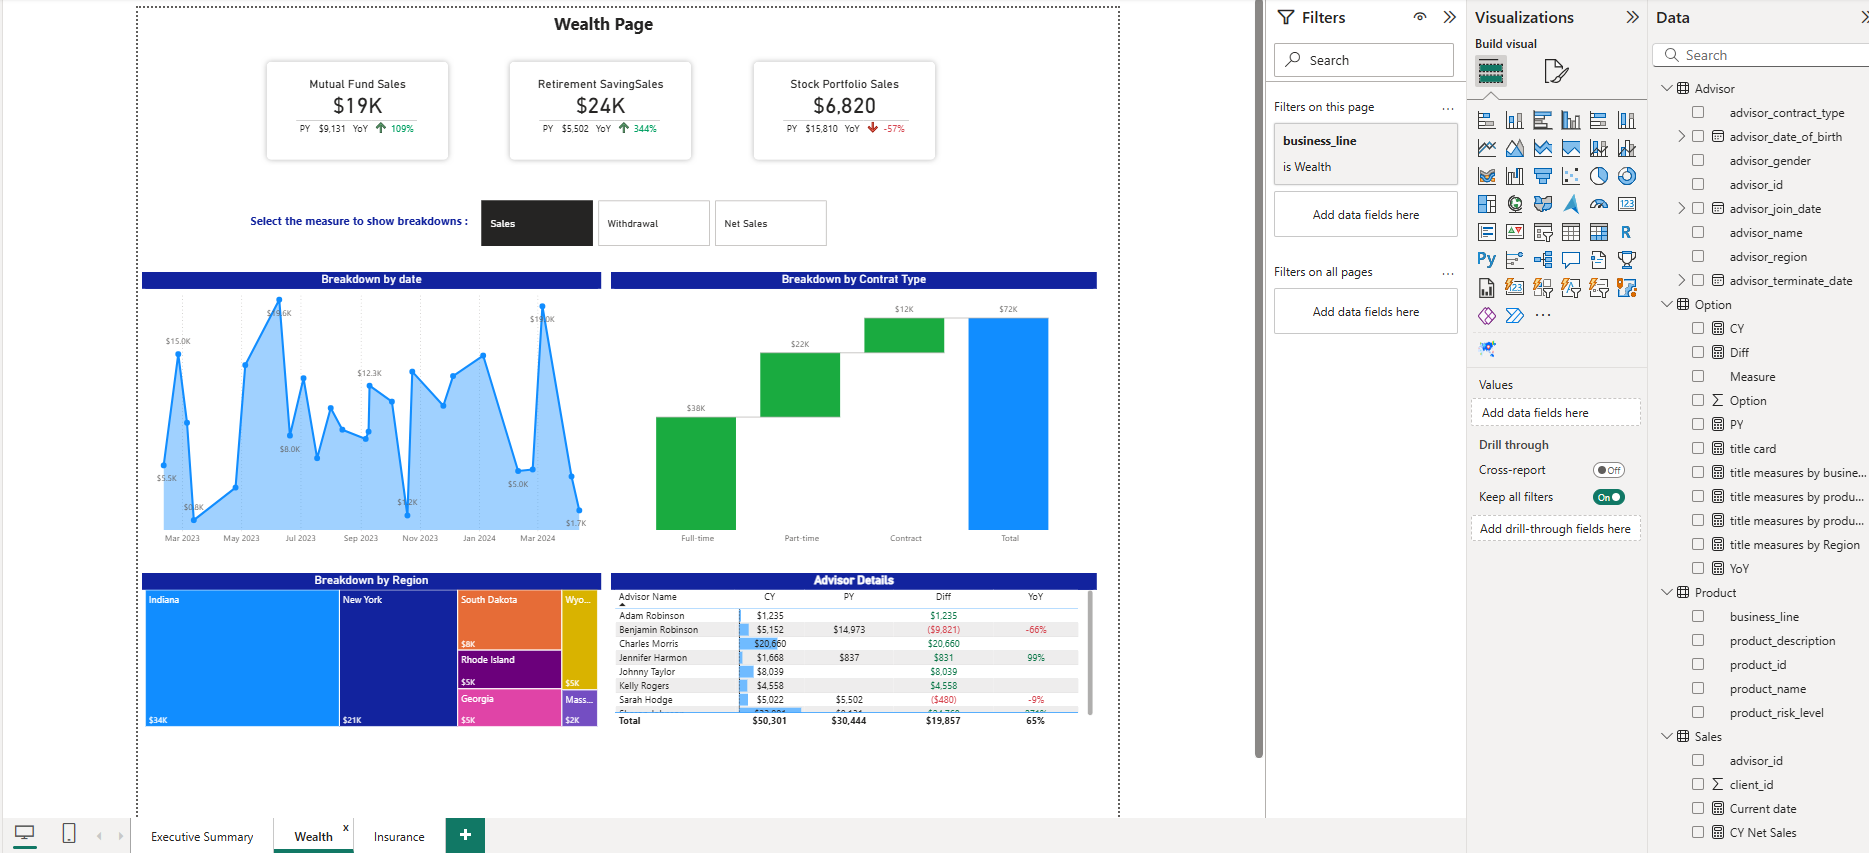 Wealth Page
Mutual Fund Sales
$19K
PY $9,131 YoY 109%
Retirement SavingSales
$24K
PY $5,502 YoY 344%
Stock Portfolio Sales
$6,820
PY $15,810 YoY -57%
Select the measure to show breakdowns :
Sales
Withdrawal
Net Sales
Breakdown by date
$15.0K
$12.3K
$8.0K
$5.5K
$5.0K
$1.7K
Mar 2023 May 2023 Jul 2023 Sep 2023 Nov 2023 Jan 2024 Mar 2024
Breakdown by Contrat Type
$38K
$22K
$12K
$72K
Full-time Part-time Contract Total
Breakdown by Region
Indiana
$34K
New York
$21K
South Dakota
$8K
Rhode Island
$5K
Georgia
$5K
Wyo...
$5K
Mass...
$2K
Advisor Details
Advisor Name CY PY Diff YoY
Adam Robinson $1,235 $1,235
Benjamin Robinson $5,152 $14,973 ($9,821) -66%
Charles Morris $20,660 $20,660
Jennifer Harmon $1,668 $837 $831 99%
Johnny Taylor $8,039 $8,039
Kelly Rogers $4,558 $4,558
Sarah Hodge $5,022 $5,502 ($480) -9%
Total $50,301 $30,444 $19,857 65%
Executive Summary
Wealth
x
Insurance
+
Filters
Search
Filters on this page
...
business_line
is Wealth
Add data fields here
Filters on all pages
...
Add data fields here
Visualizations
Build visual
123
R
Py
123
...
Values
Add data fields here
Drill through
Cross-report
Off
Keep all filters
On
Add drill-through fields here
Data
Search
Advisor
advisor_contract_type
advisor_date_of_birth
advisor_gender
advisor_id
advisor_join_date
advisor_name
advisor_region
advisor_terminate_date
Option
CY
Diff
Measure
Option
PY
title card
title measures by busine...
title measures by produ...
title measures by produ...
title measures by Region
YoY
Product
business_line
product_description
product_id
product_name
product_risk_level
Sales
advisor_id
client_id
Current date
CY Net Sales